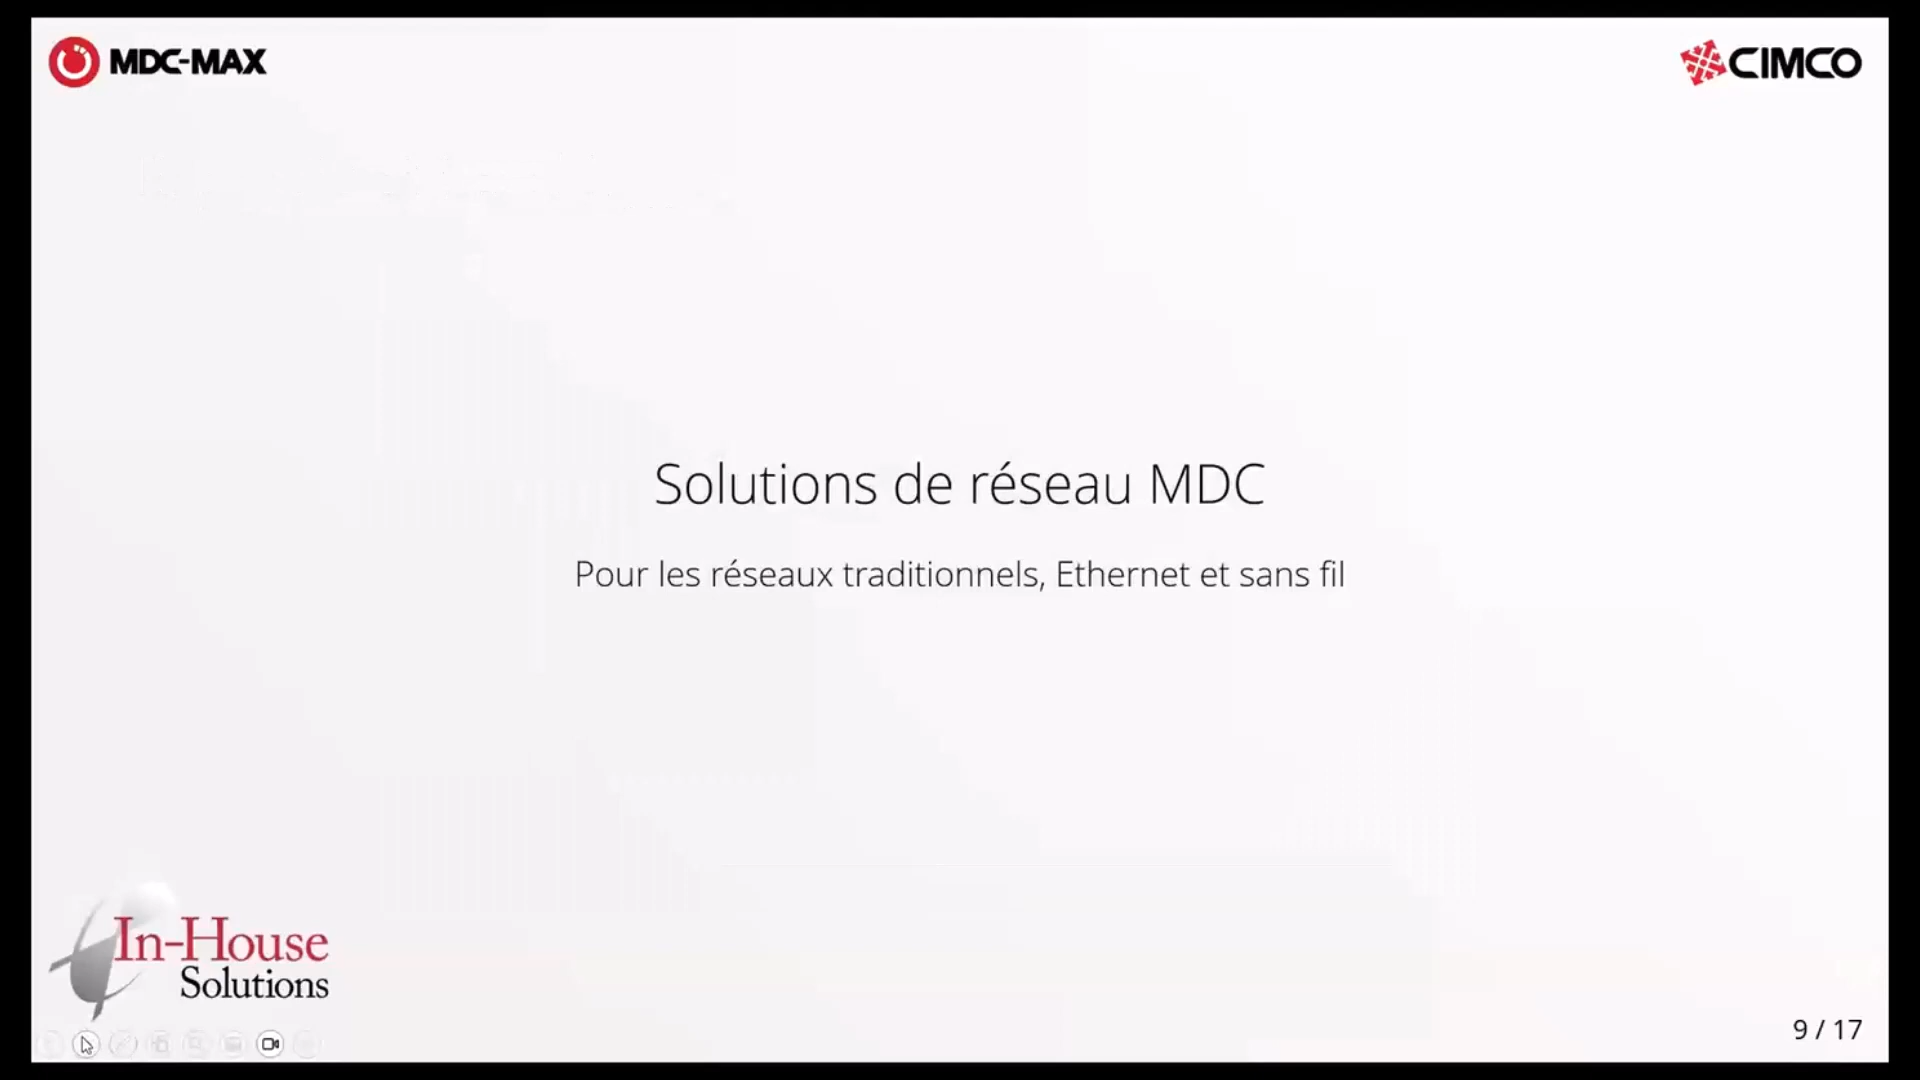 MDC-MAX
CIMCO
Solutions de réseau MDC
Pour les réseaux traditionnels, Ethernet et sans fil
In-House
Solutions
9 / 17